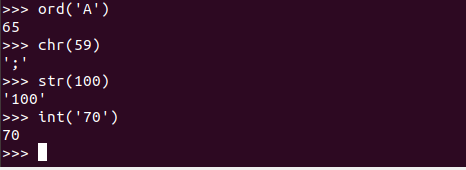 >>> ord('A')
65
>>> chr(59)
';'
>>> str(100)
'100'
>>> int('70')
70
>>>